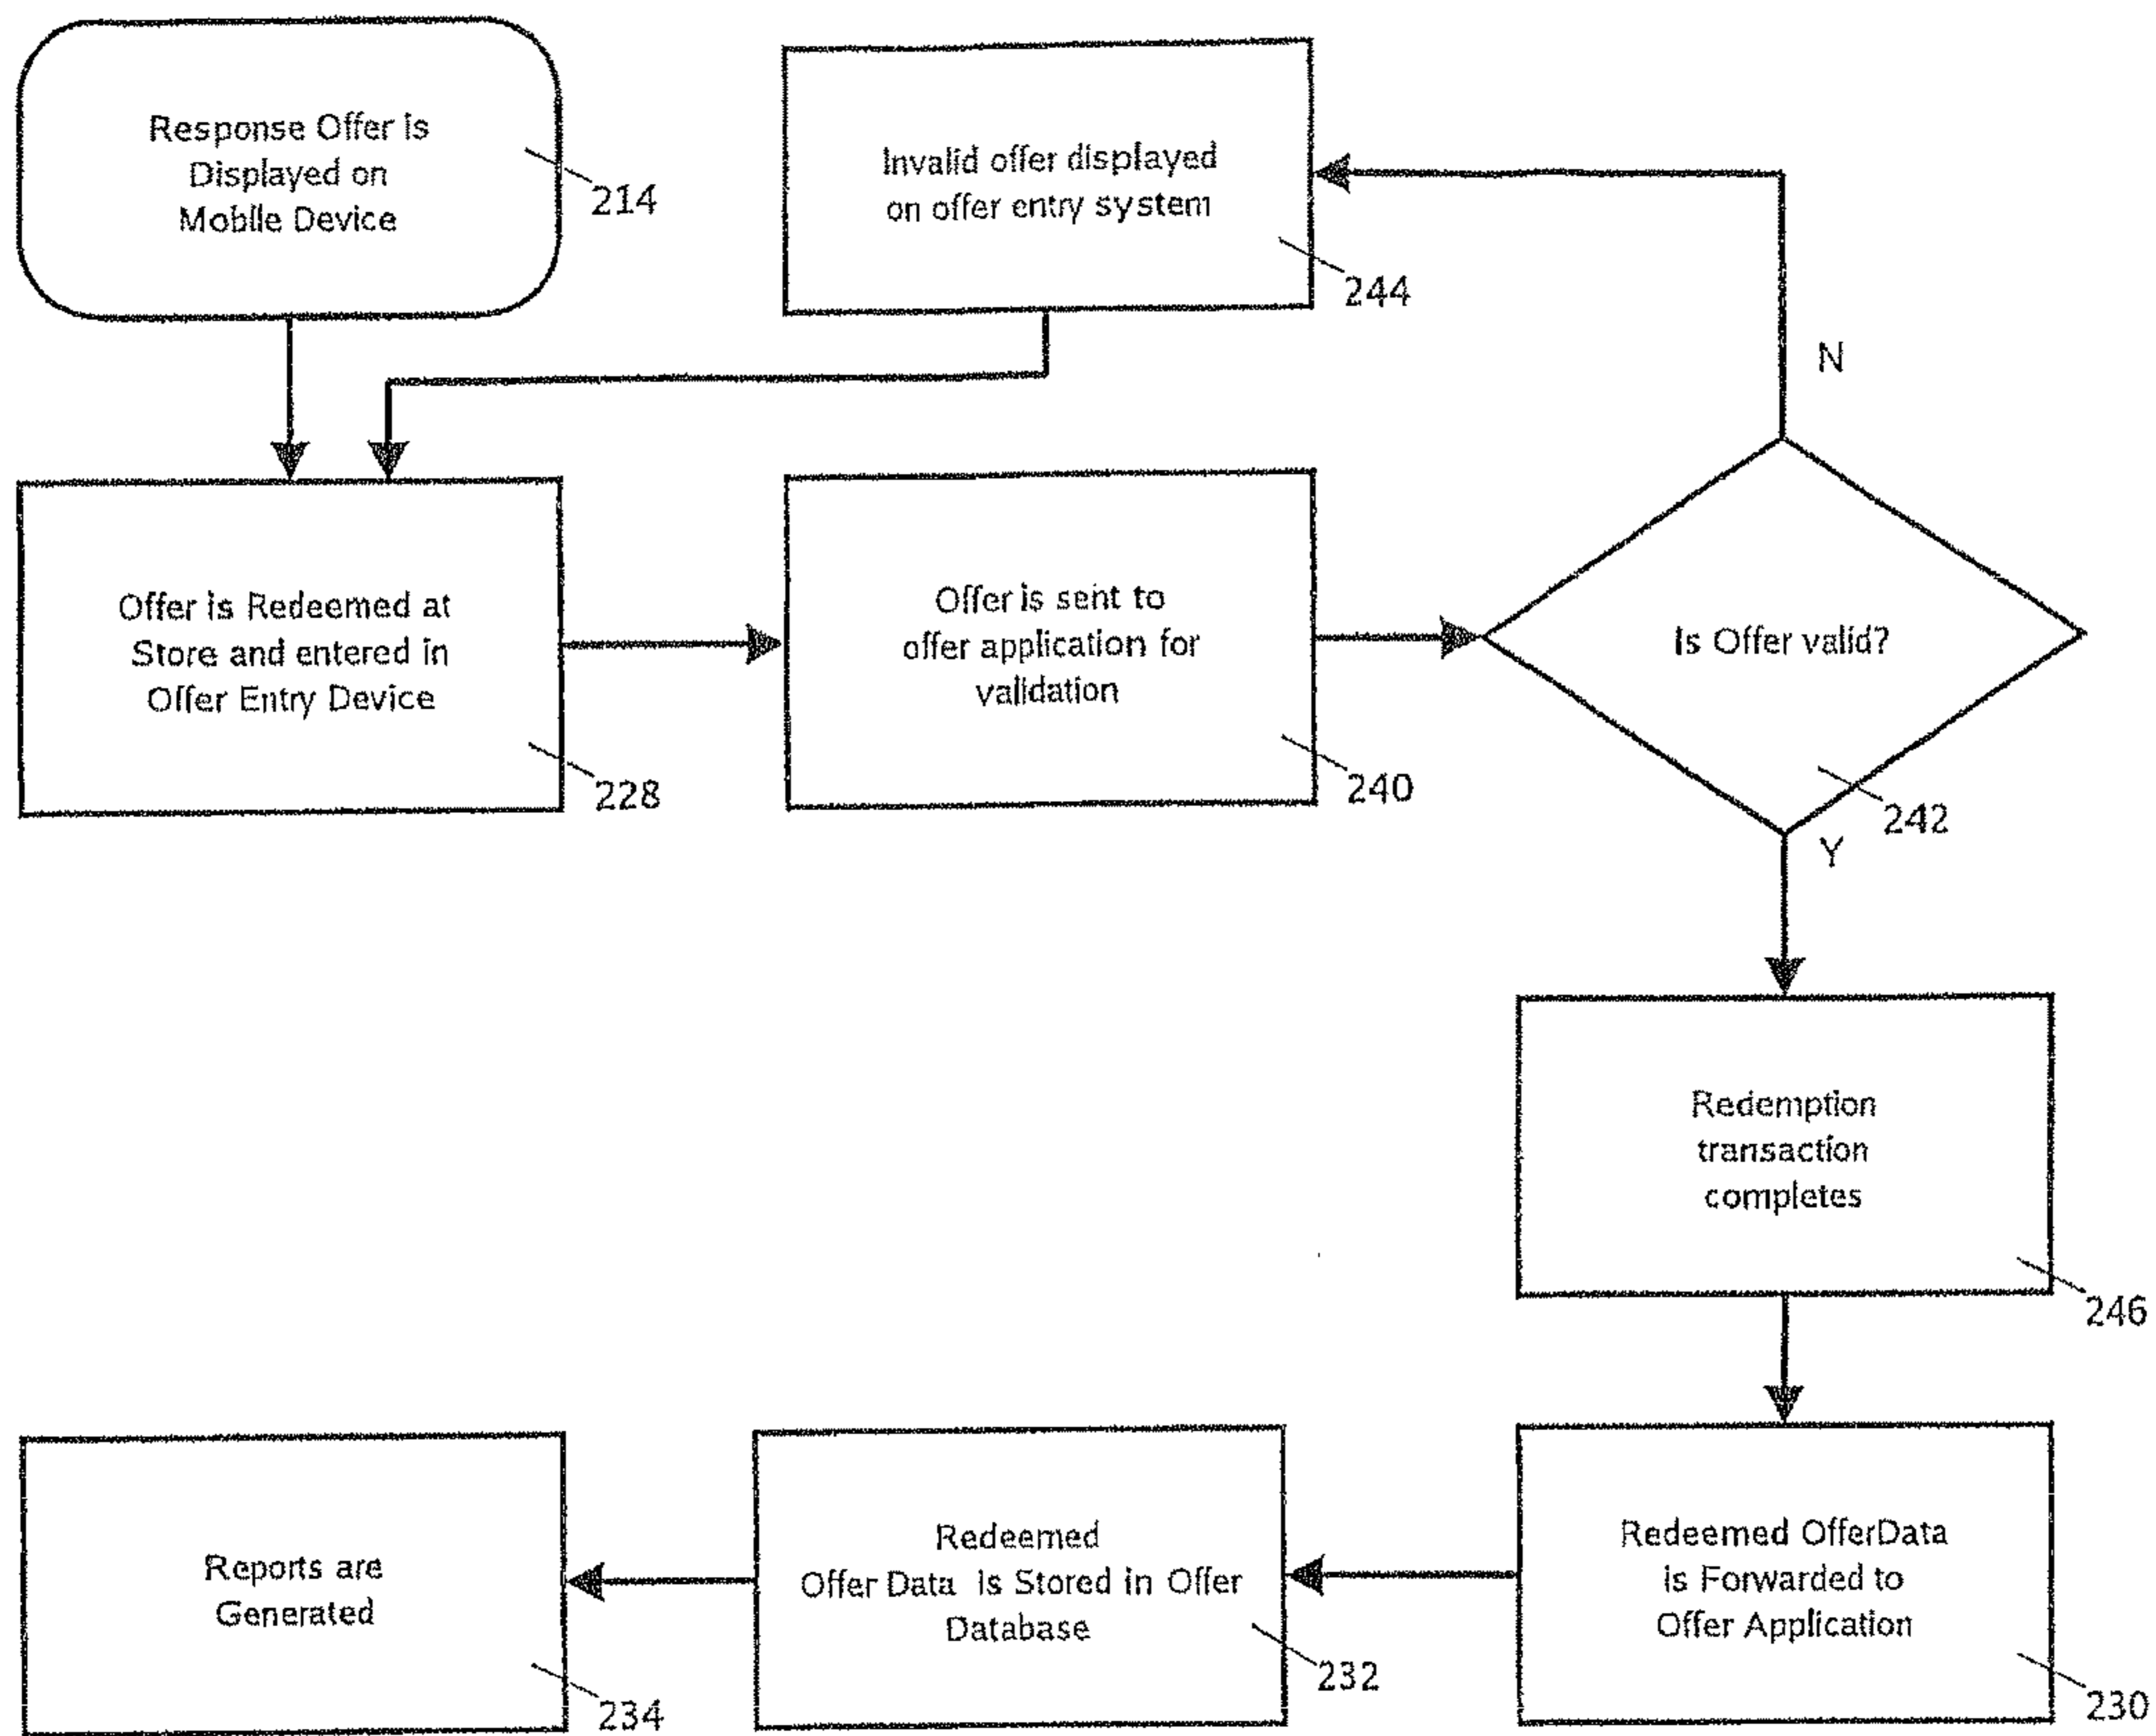 Response Offer is
Displayed on
Mobile Device
214
Invalid offer displayed
on offer entry system
244
N
Offer is Redeemed at
Store and entered in
Offer Entry Device
228
Offer is sent to
offer application for
validation
240
Is Offer valid?
242
Y
Redemption
transaction
completes
246
Reports are
Generated
234
Redeemed
Offer Data is Stored in Offer
Database
232
Redeemed OfferData
is Forwarded to
Offer Application
230